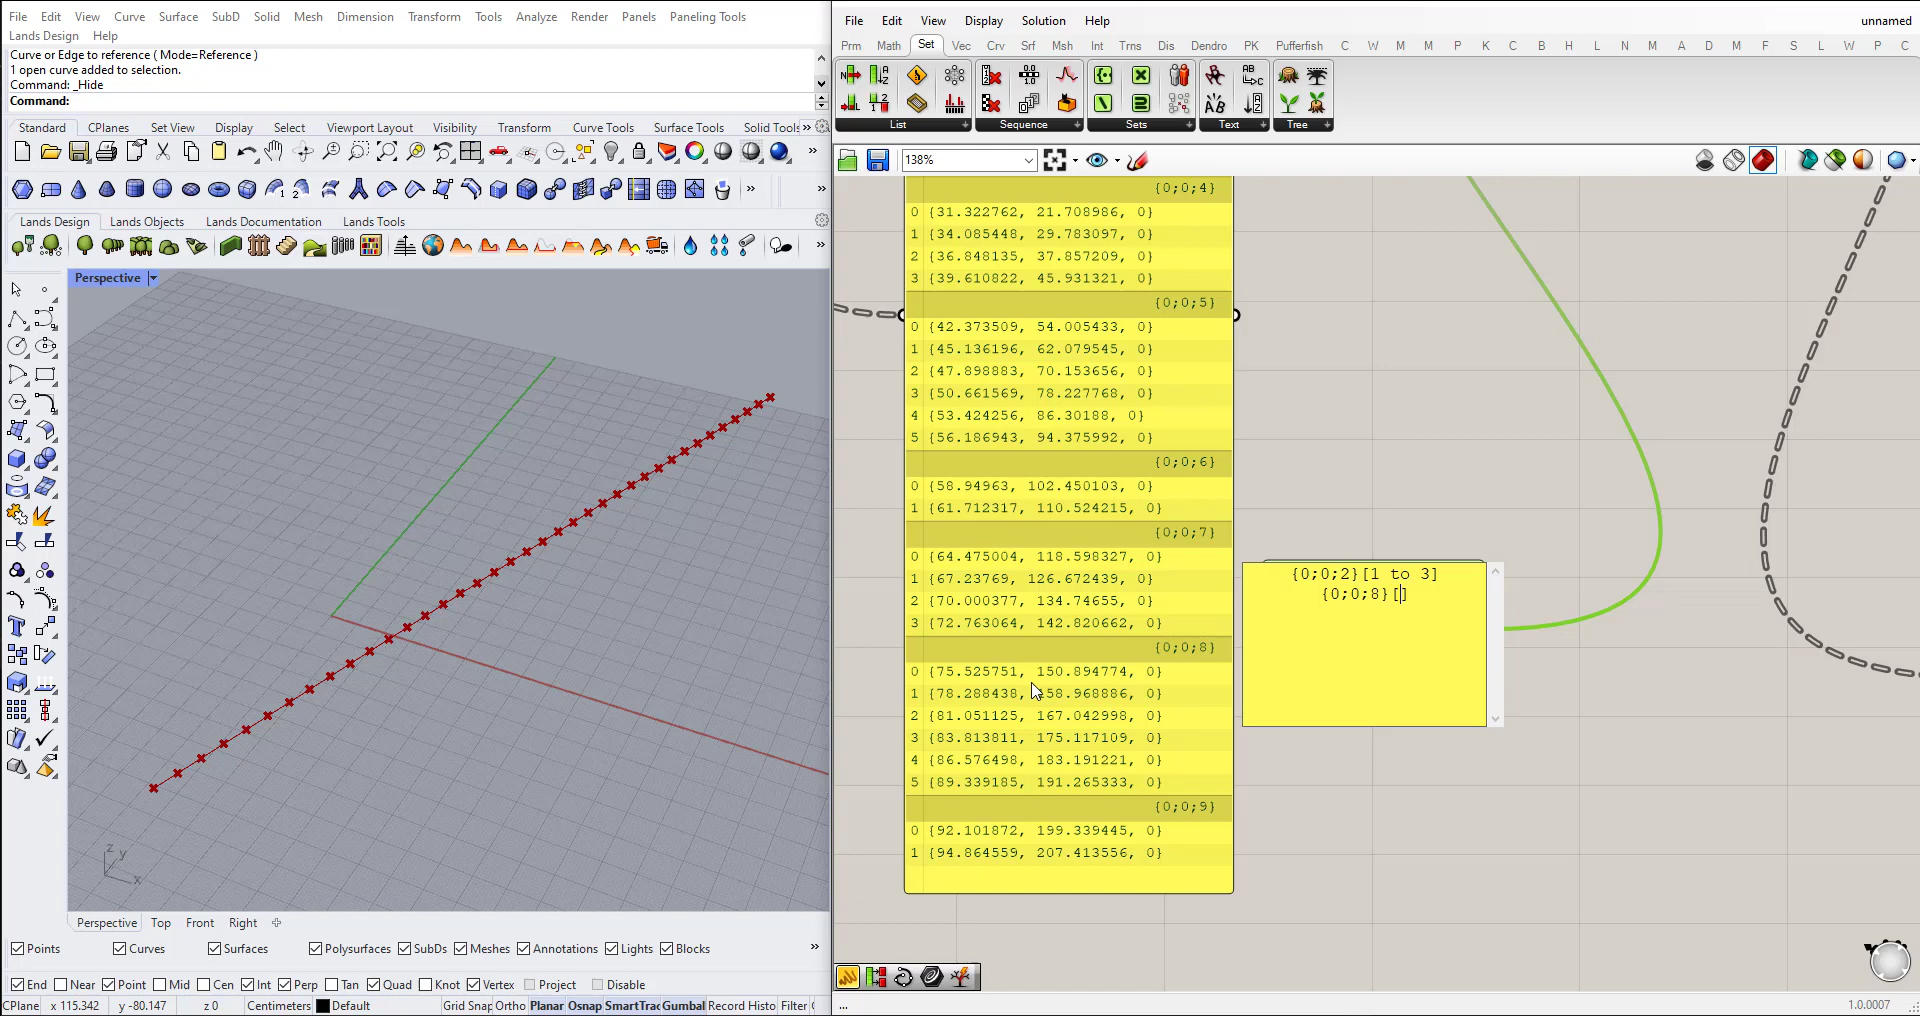 File Edit View Curve Surface SubD Solid Mesh Dimension Transform Tools Analyze Render Panels Paneling Tools
Lands Design Help
Curve or Edge to reference ( Mode=Reference )
1 open curve added to selection.
Command: _Hide
Command:
Standard CPlanes Set View Display Select Viewport Layout Visibility Transform Curve Tools Surface Tools Solid Tools
Lands Design Lands Objects Lands Documentation Lands Tools
Perspective
z
y
x
Perspective Top Front Right
Points Curves Surfaces Polysurfaces SubDs Meshes Annotations Lights Blocks
End Near Point Mid Cen Int Perp Tan Quad Knot Vertex Project Disable
CPlane x 115.342 y -80.147 z 0 Centimeters Default Grid Snap Ortho Planar Osnap SmartTrac Gumbal Record Histo Filter
File Edit View Display Solution Help unnamed
Prm Math Set Vec Crv Srf Msh Int Trns Dis Dendro PK Pufferfish C W M M P K C B H L N M A D M F S L W P C
List Sequence Sets Text Tree
138%
{0;0;4}
0 {31.322762, 21.708986, 0}
1 {34.085448, 29.783097, 0}
2 {36.848135, 37.857209, 0}
3 {39.610822, 45.931321, 0}
{0;0;5}
0 {42.373509, 54.005433, 0}
1 {45.136196, 62.079545, 0}
2 {47.898883, 70.153656, 0}
3 {50.661569, 78.227768, 0}
4 {53.424256, 86.30188, 0}
5 {56.186943, 94.375992, 0}
{0;0;6}
0 {58.94963, 102.450103, 0}
1 {61.712317, 110.524215, 0}
{0;0;7}
0 {64.475004, 118.598327, 0}
1 {67.23769, 126.672439, 0}
2 {70.000377, 134.74655, 0}
3 {72.763064, 142.820662, 0}
{0;0;8}
0 {75.525751, 150.894774, 0}
1 {78.288438, 158.968886, 0}
2 {81.051125, 167.042998, 0}
3 {83.813811, 175.117109, 0}
4 {86.576498, 183.191221, 0}
5 {89.339185, 191.265333, 0}
{0;0;9}
0 {92.101872, 199.339445, 0}
1 {94.864559, 207.413556, 0}
{0;0;2}[1 to 3]
{0;0;8}[]
...
1.0.0007